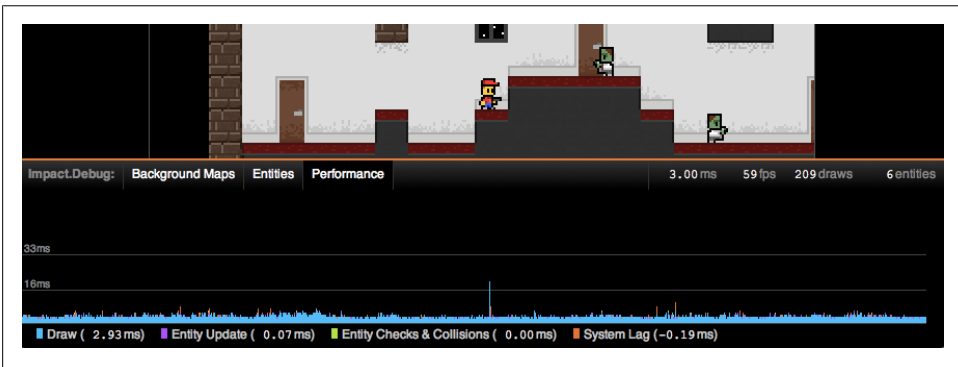 Impact.Debug: Background Maps Entities Performance 3.00ms 59fps 209draws 6entities
33ms
16ms
Draw ( 2.93ms) Entity Update ( 0.07ms) Entity Checks & Collisions ( 0.00ms) System Lag (-0.19ms)